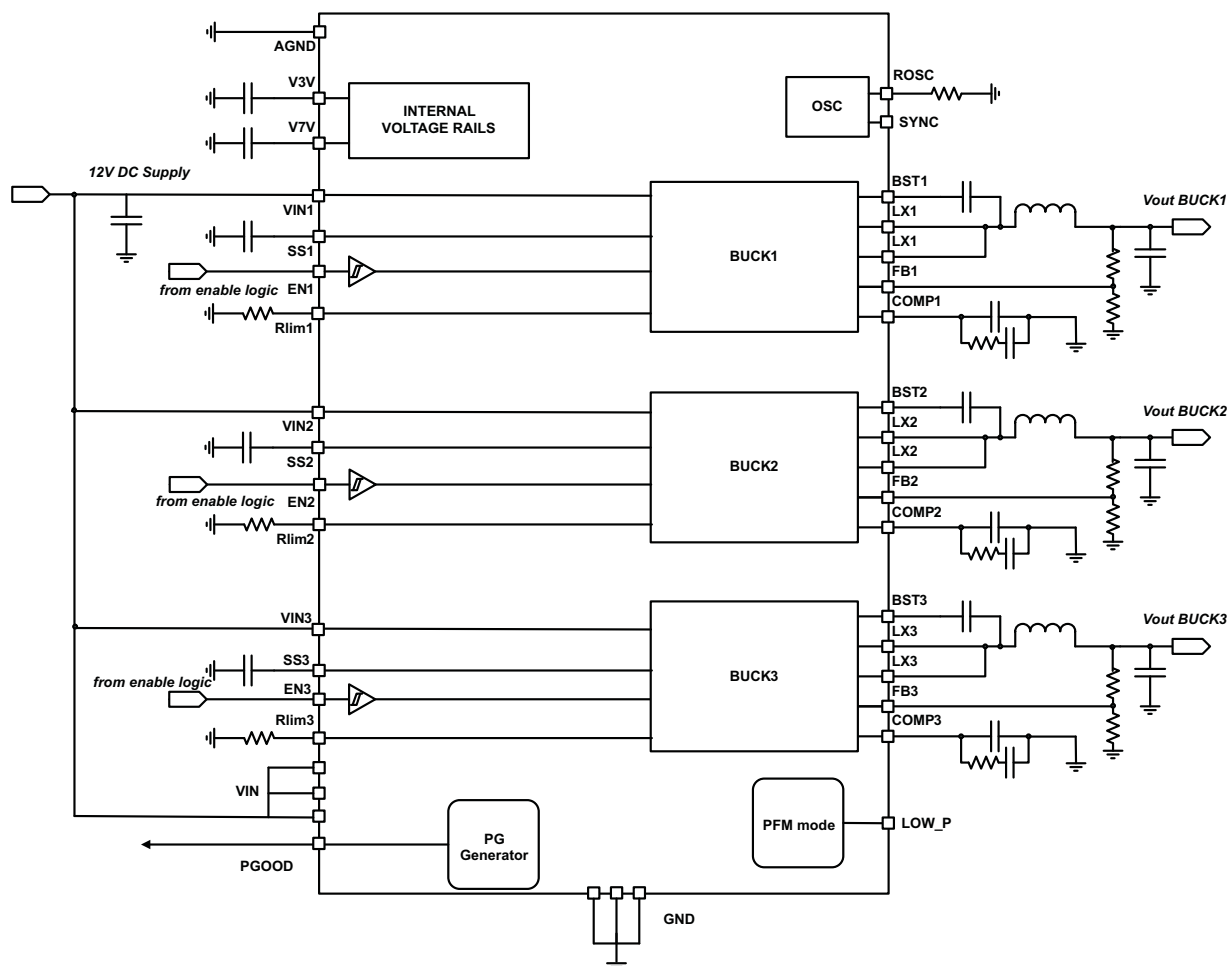 AGND
V3V
V7V
INTERNAL
VOLTAGE RAILS
OSC
ROSC
SYNC
12V DC Supply
VIN1
SS1
from enable logic
EN1
Rlim1
BUCK1
BST1
LX1
LX1
FB1
COMP1
Vout BUCK1
VIN2
SS2
from enable logic
EN2
Rlim2
BUCK2
BST2
LX2
LX2
FB2
COMP2
Vout BUCK2
VIN3
SS3
from enable logic
EN3
Rlim3
BUCK3
BST3
LX3
LX3
FB3
COMP3
Vout BUCK3
VIN
PGOOD
PG
Generator
PFM mode
LOW_P
GND